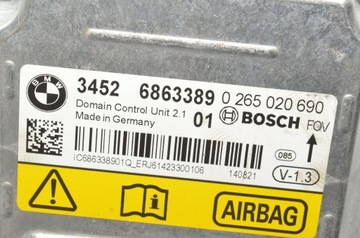 BMW
3452 6863389 0 265 020 690
Domain Control Unit 2.1 01 BOSCH FOV
Made in Germany
085
IC686338901Q_ERJ61423300106 140821 V-1.3
AIRBAG